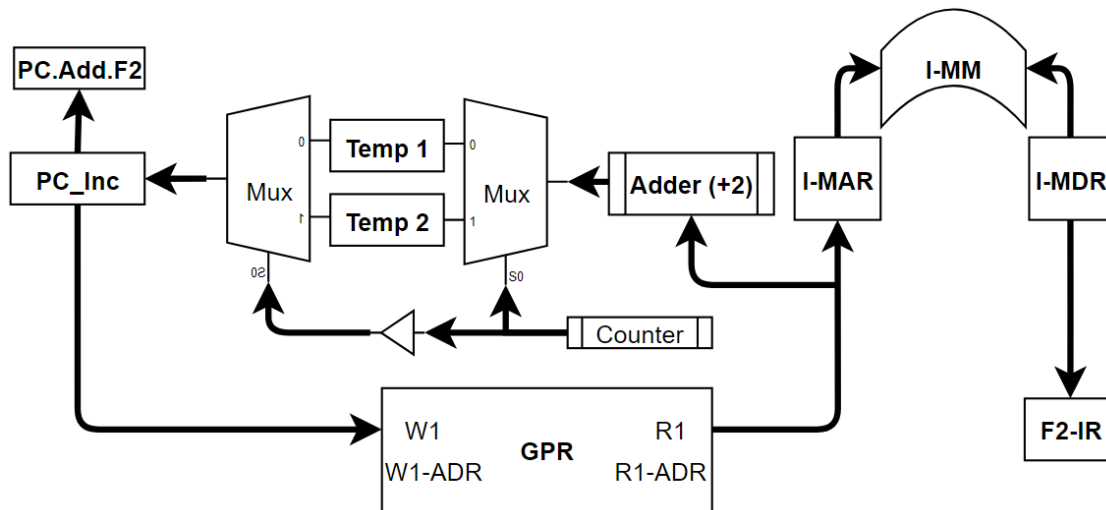 PC.Add.F2
PC_Inc
Mux
0
1
S0
Temp 1
Temp 2
0
1
Mux
S0
Adder (+2)
Counter
I-MAR
I-MM
I-MDR
F2-IR
W1
R1
GPR
W1-ADR
R1-ADR